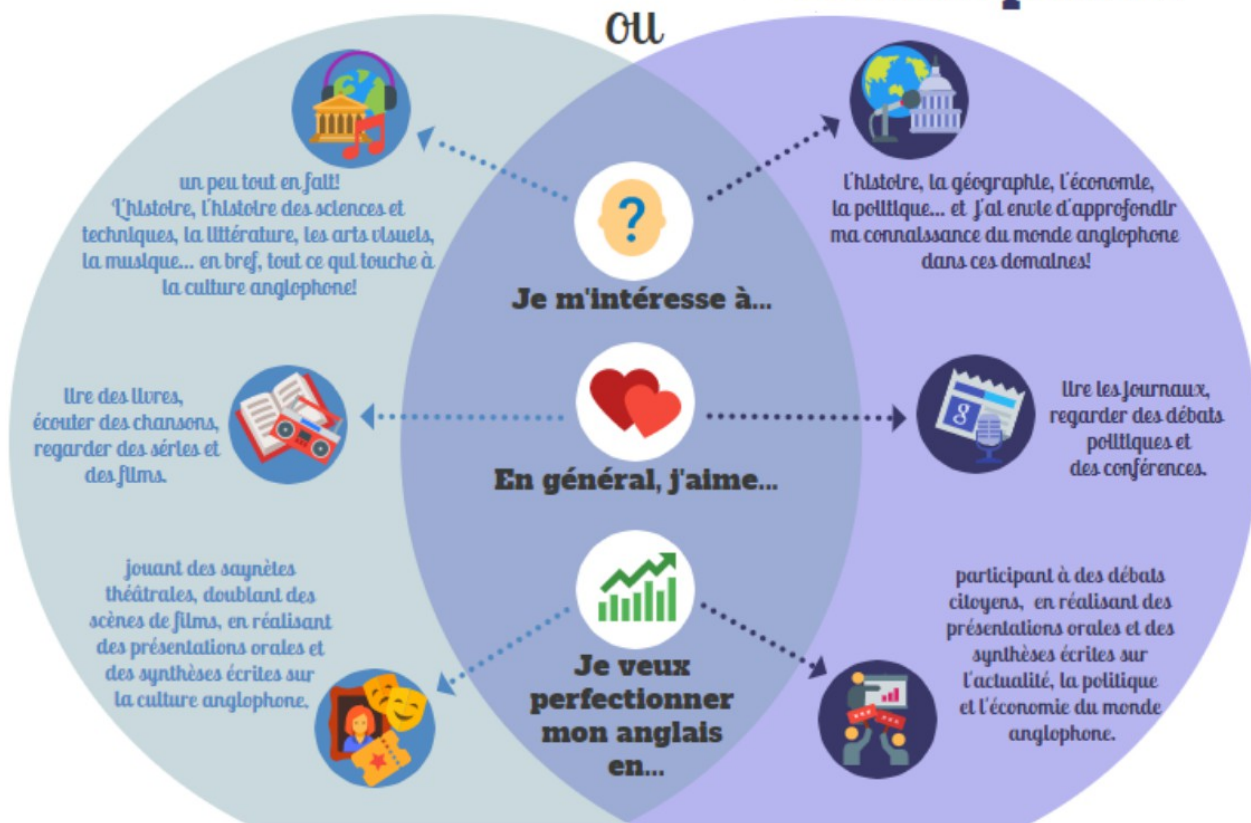 ou
un peu tout en fait!
L'histoire, l'histoire des sciences et
techniques, la littérature, les arts visuels,
la musique... en bref, tout ce qui touche à
la culture anglophone!
l'histoire, la géographie, l'économie,
la politique... et j'ai envie d'approfondir
ma connaissance du monde anglophone
dans ces domaines!
?
Je m'intéresse à...
lire des livres,
écouter des chansons,
regarder des séries et
des films.
lire les journaux,
regarder des débats
politiques et
des conférences.
8
En général, j'aime...
jouant des saynètes
théâtrales, doublant des
scènes de films, en réalisant
des présentations orales et
des synthèses écrites sur
la culture anglophone.
participant à des débats
citoyens, en réalisant des
présentations orales et des
synthèses écrites sur
l'actualité, la politique
et l'économie du monde
anglophone.
Je veux
perfectionner
mon anglais
en...